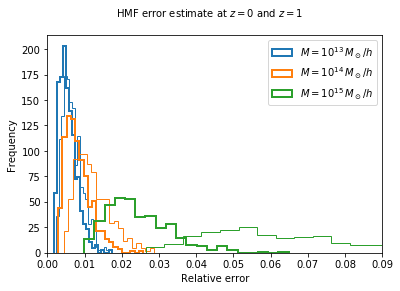 HMF error estimate at z = 0 and z = 1
M = 10^13 M_⊙/h
M = 10^14 M_⊙/h
M = 10^15 M_⊙/h
Frequency
200
175
150
125
100
75
50
25
0
0.00 0.01 0.02 0.03 0.04 0.05 0.06 0.07 0.08 0.09
Relative error